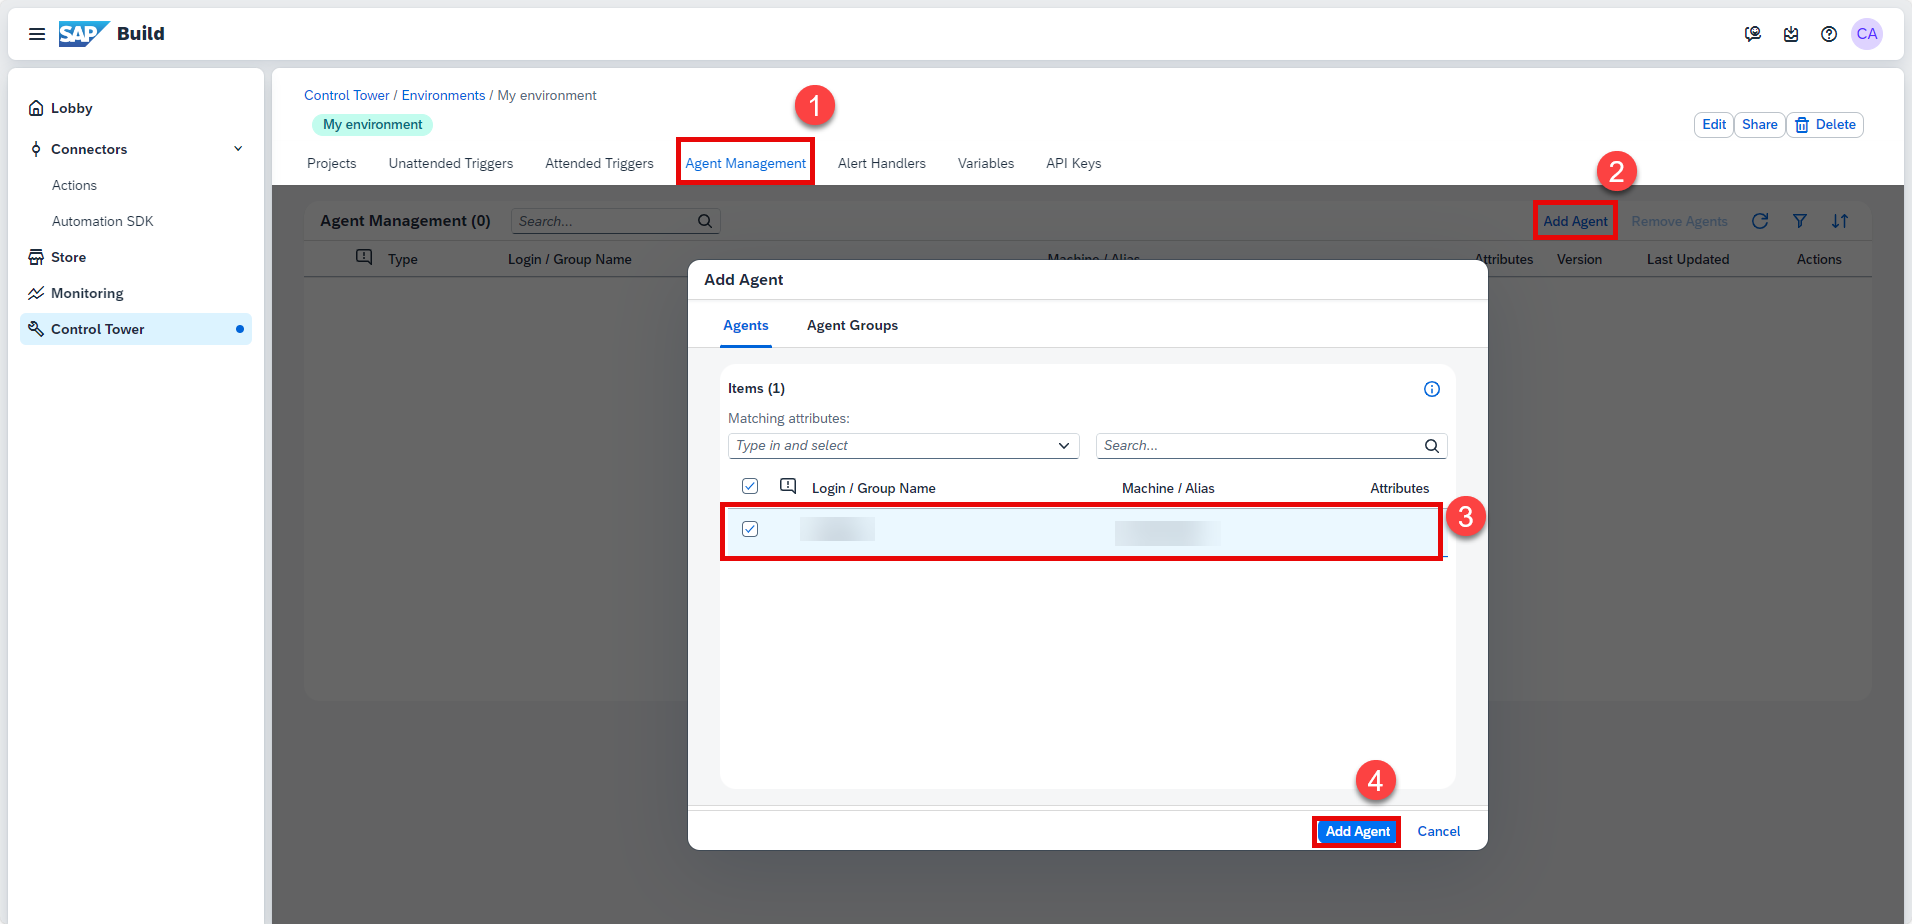 SAP Build
CA
Lobby
Connectors
Actions
Automation SDK
Store
Monitoring
Control Tower
Control Tower / Environments / My environment
1
My environment
Edit Share Delete
Projects Unattended Triggers Attended Triggers Agent Management Alert Handlers Variables API Keys
2
Agent Management (0) Search... Add Agent Remove Agents
Type Login / Group Name Machine / Alias Attributes Version Last Updated Actions
Add Agent
Agents Agent Groups
Items (1)
Matching attributes:
Type in and select Search...
Login / Group Name Machine / Alias Attributes
3
4
Add Agent Cancel